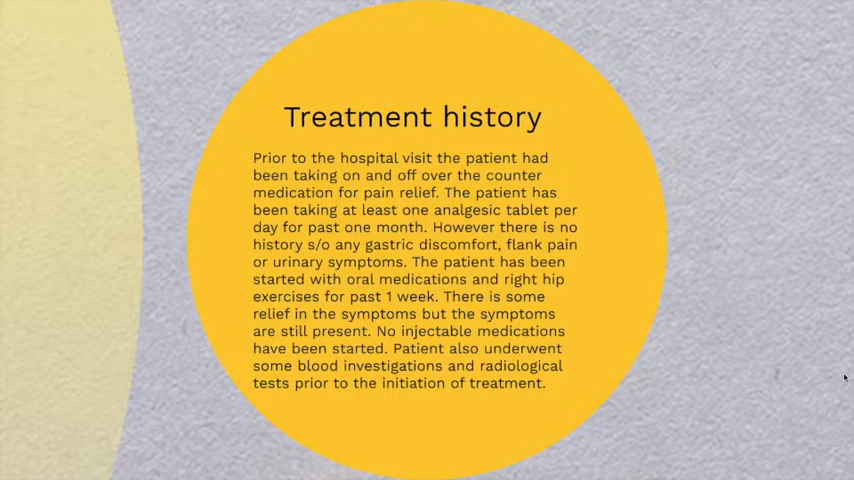 Treatment history
Prior to the hospital visit the patient had
been taking on and off over the counter
medication for pain relief. The patient has
been taking at least one analgesic tablet per
day for past one month. However there is no
history s/o any gastric discomfort, flank pain
or urinary symptoms. The patient has been
started with oral medications and right hip
exercises for past 1 week. There is some
relief in the symptoms but the symptoms
are still present. No injectable medications
have been started. Patient also underwent
some blood investigations and radiological
tests prior to the initiation of treatment.